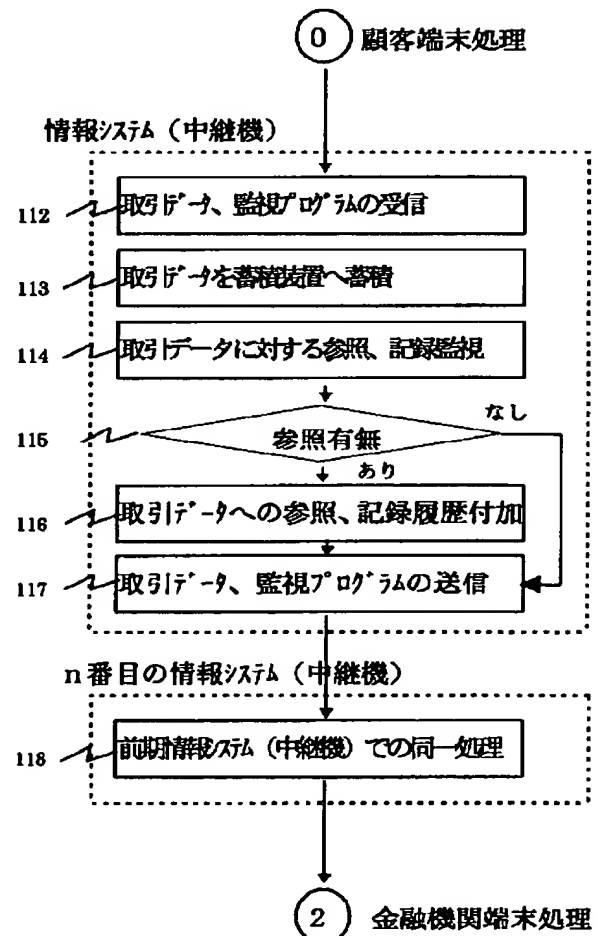 0 顧客端末処理
情報ｼｽﾃﾑ（中継機）
112 取引ﾃﾞｰﾀ、監視ﾌﾟﾛｸﾞﾗﾑの受信
113 取引ﾃﾞｰﾀを蓄積装置へ蓄積
114 取引データに対する参照、記録監視
なし
115 参照有無
あり
116 取引ﾃﾞｰﾀへの参照、記録履歴付加
117 取引ﾃﾞｰﾀ、監視ﾌﾟﾛｸﾞﾗﾑの送信
n番目の情報ｼｽﾃﾑ（中継機）
118 前期情報ｼｽﾃﾑ（中継機）での同一処理
2 金融機関端末処理